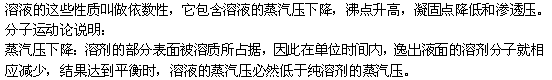 溶液的这些性质叫做依数性，它包含溶液的蒸汽压下降，沸点升高，凝固点降低和渗透压。
分子运动论说明：
蒸汽压下降：溶剂的部分表面被溶质所占据，因此在单位时间内，逸出液面的溶剂分子就相
应减少，结果达到平衡时，溶液的蒸汽压必然低于纯溶剂的蒸汽压。